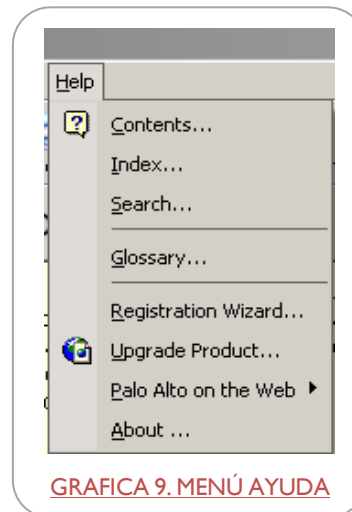 Help
Contents...
Index...
Search...
Glossary...
Registration Wizard...
Upgrade Product...
Palo Alto on the Web
About ...
GRAFICA 9. MENÚ AYUDA